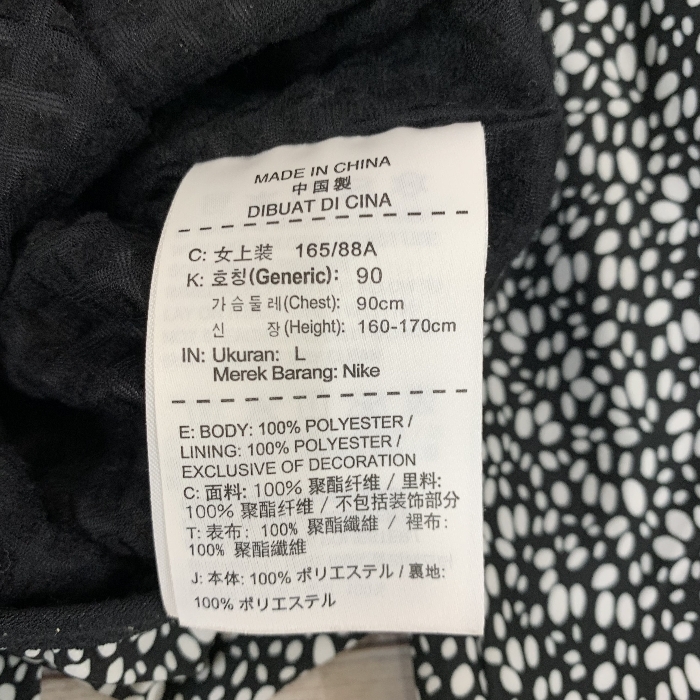 MADE IN CHINA
中国製
DIBUAT DI CINA
C: 女上装 165/88A
K: 호칭(Generic): 90
가슴둘레(Chest): 90cm
신 장(Height): 160-170cm
IN: Ukuran: L
Merek Barang: Nike
E: BODY: 100% POLYESTER /
LINING: 100% POLYESTER /
EXCLUSIVE OF DECORATION
C: 面料: 100% 聚酯纤维 / 里料:
100% 聚酯纤维 / 不包括装饰部分
T: 表布: 100% 聚酯纖維 / 裡布:
100% 聚酯纖維
J: 本体: 100% ポリエステル / 裏地:
100% ポリエステル